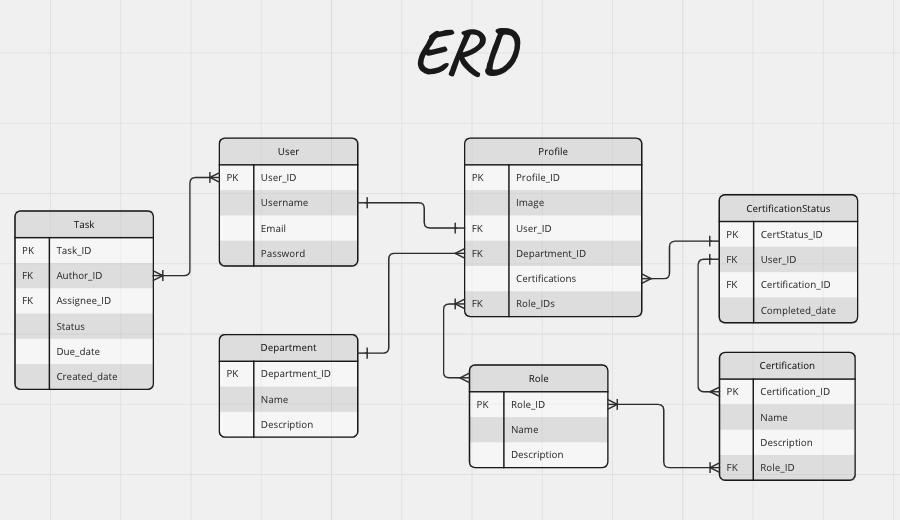 ERD
User
PK User_ID
Username
Email
Password
Profile
PK Profile_ID
Image
FK User_ID
FK Department_ID
Certifications
FK Role_IDs
Task
PK Task_ID
FK Author_ID
FK Assignee_ID
Status
Due_date
Created_date
CertificationStatus
PK CertStatus_ID
FK User_ID
FK Certification_ID
Completed_date
Department
PK Department_ID
Name
Description
Role
PK Role_ID
Name
Description
Certification
PK Certification_ID
Name
Description
FK Role_ID